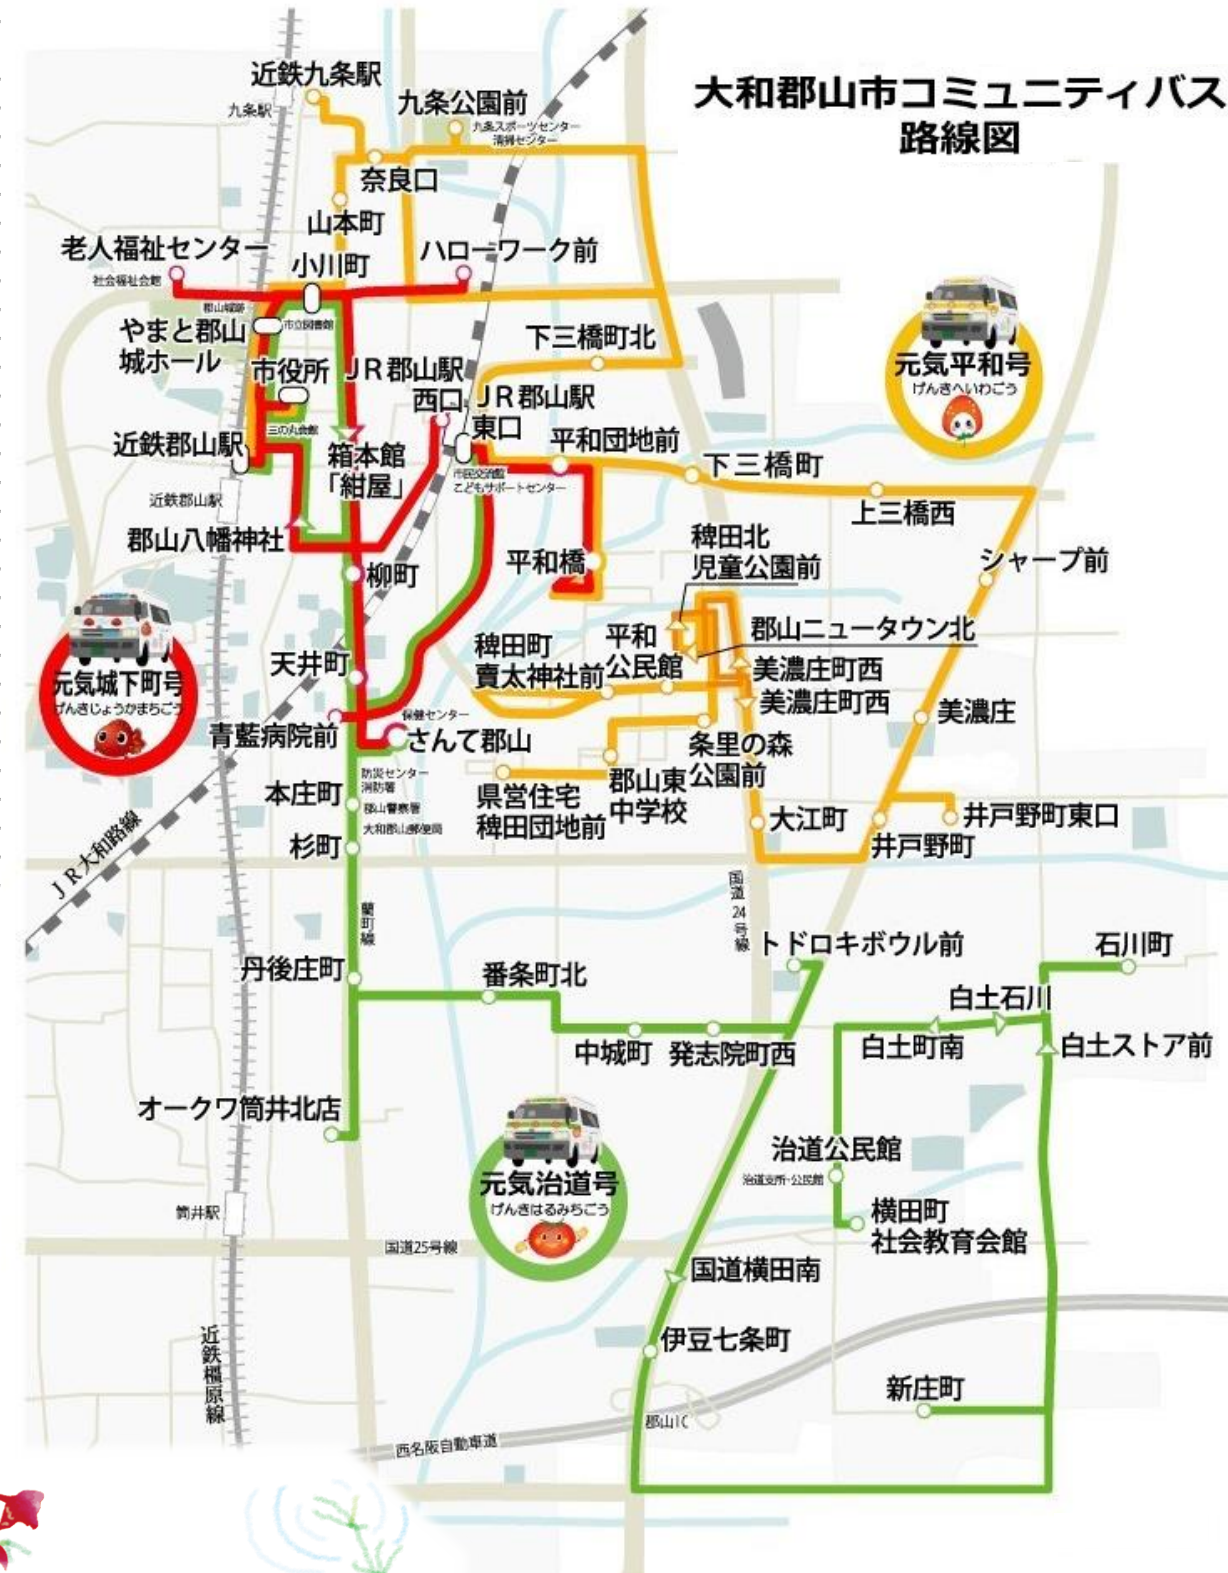 大和郡山市コミュニティバス
路線図
近鉄九条駅
九条駅
九条公園前
九条スポーツセンター
清掃センター
奈良口
山本町
老人福祉センター
社会福祉会館
小川町
ハローワーク前
郡山城跡
市立図書館
やまと郡山
城ホール
下三橋町北
元気平和号
げんきへいわごう
市役所
JR郡山駅
西口
JR郡山駅
東口
三の丸会館
平和団地前
近鉄郡山駅
近鉄郡山駅
箱本館
「紺屋」
市民交流館
こどもサポートセンター
下三橋町
上三橋西
郡山八幡神社
柳町
平和橋
稗田北
児童公園前
シャープ前
元気城下町号
げんきじょうかまちごう
天井町
稗田町
賣太神社前
平和
公民館
郡山ニュータウン北
美濃庄町西
美濃庄町西
美濃庄
青藍病院前
保健センター
さんて郡山
条里の森
公園前
防災センター
消防署
郡山警察署
大和郡山郵便局
本庄町
杉町
県営住宅
稗田団地前
郡山東
中学校
大江町
井戸野町
井戸野町東口
JR大和路線
藺町線
国道24号線
トドロキボウル前
石川町
丹後庄町
番条町北
中城町
発志院町西
白土石川
白土町南
白土ストア前
オークワ筒井北店
元気治道号
げんきはるみちごう
治道公民館
治道支所・公民館
横田町
社会教育会館
筒井駅
国道25号線
国道横田南
伊豆七条町
新庄町
近鉄橿原線
郡山IC
西名阪自動車道